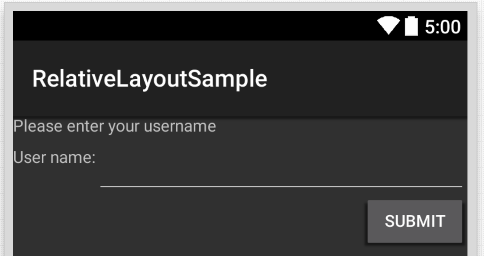 5:00
RelativeLayoutSample
Please enter your username
User name:
SUBMIT